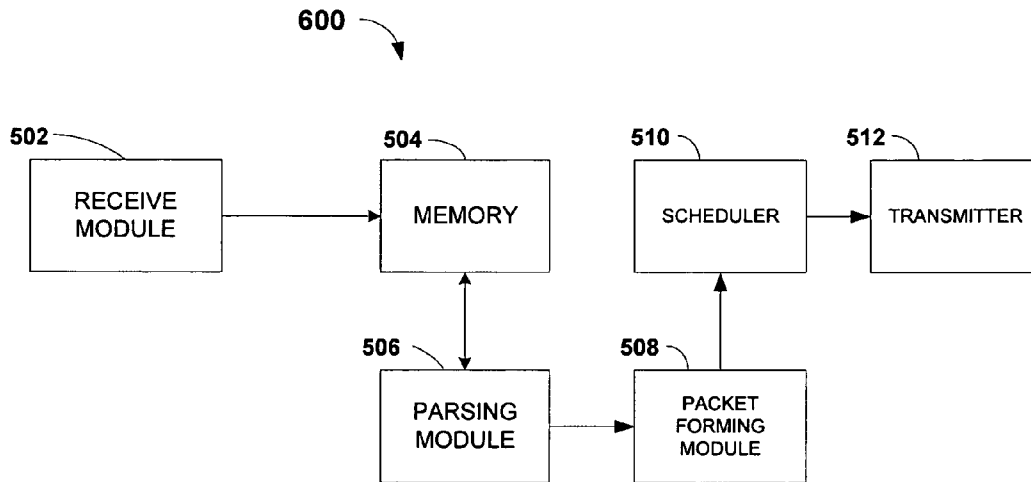 600
502
504
510
512
RECEIVE
MODULE
MEMORY
SCHEDULER
TRANSMITTER
506
508
PARSING
MODULE
PACKET
FORMING
MODULE